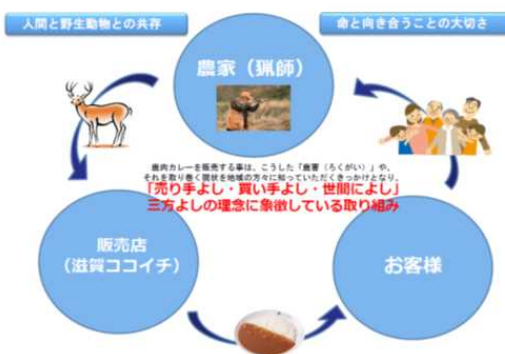 人間と野生動物との共存
命と向き合うことの大切さ
農家（猟師）
鹿肉カレーを販売する事は、こうした「鹿害（ろくがい）」や、
それを取り巻く現状を地域の方々に知っていただくきっかけとなり、
「売り手よし・買い手よし・世間によし」
三方よしの理念に象徴している取り組み
販売店
（滋賀ココイチ）
お客様